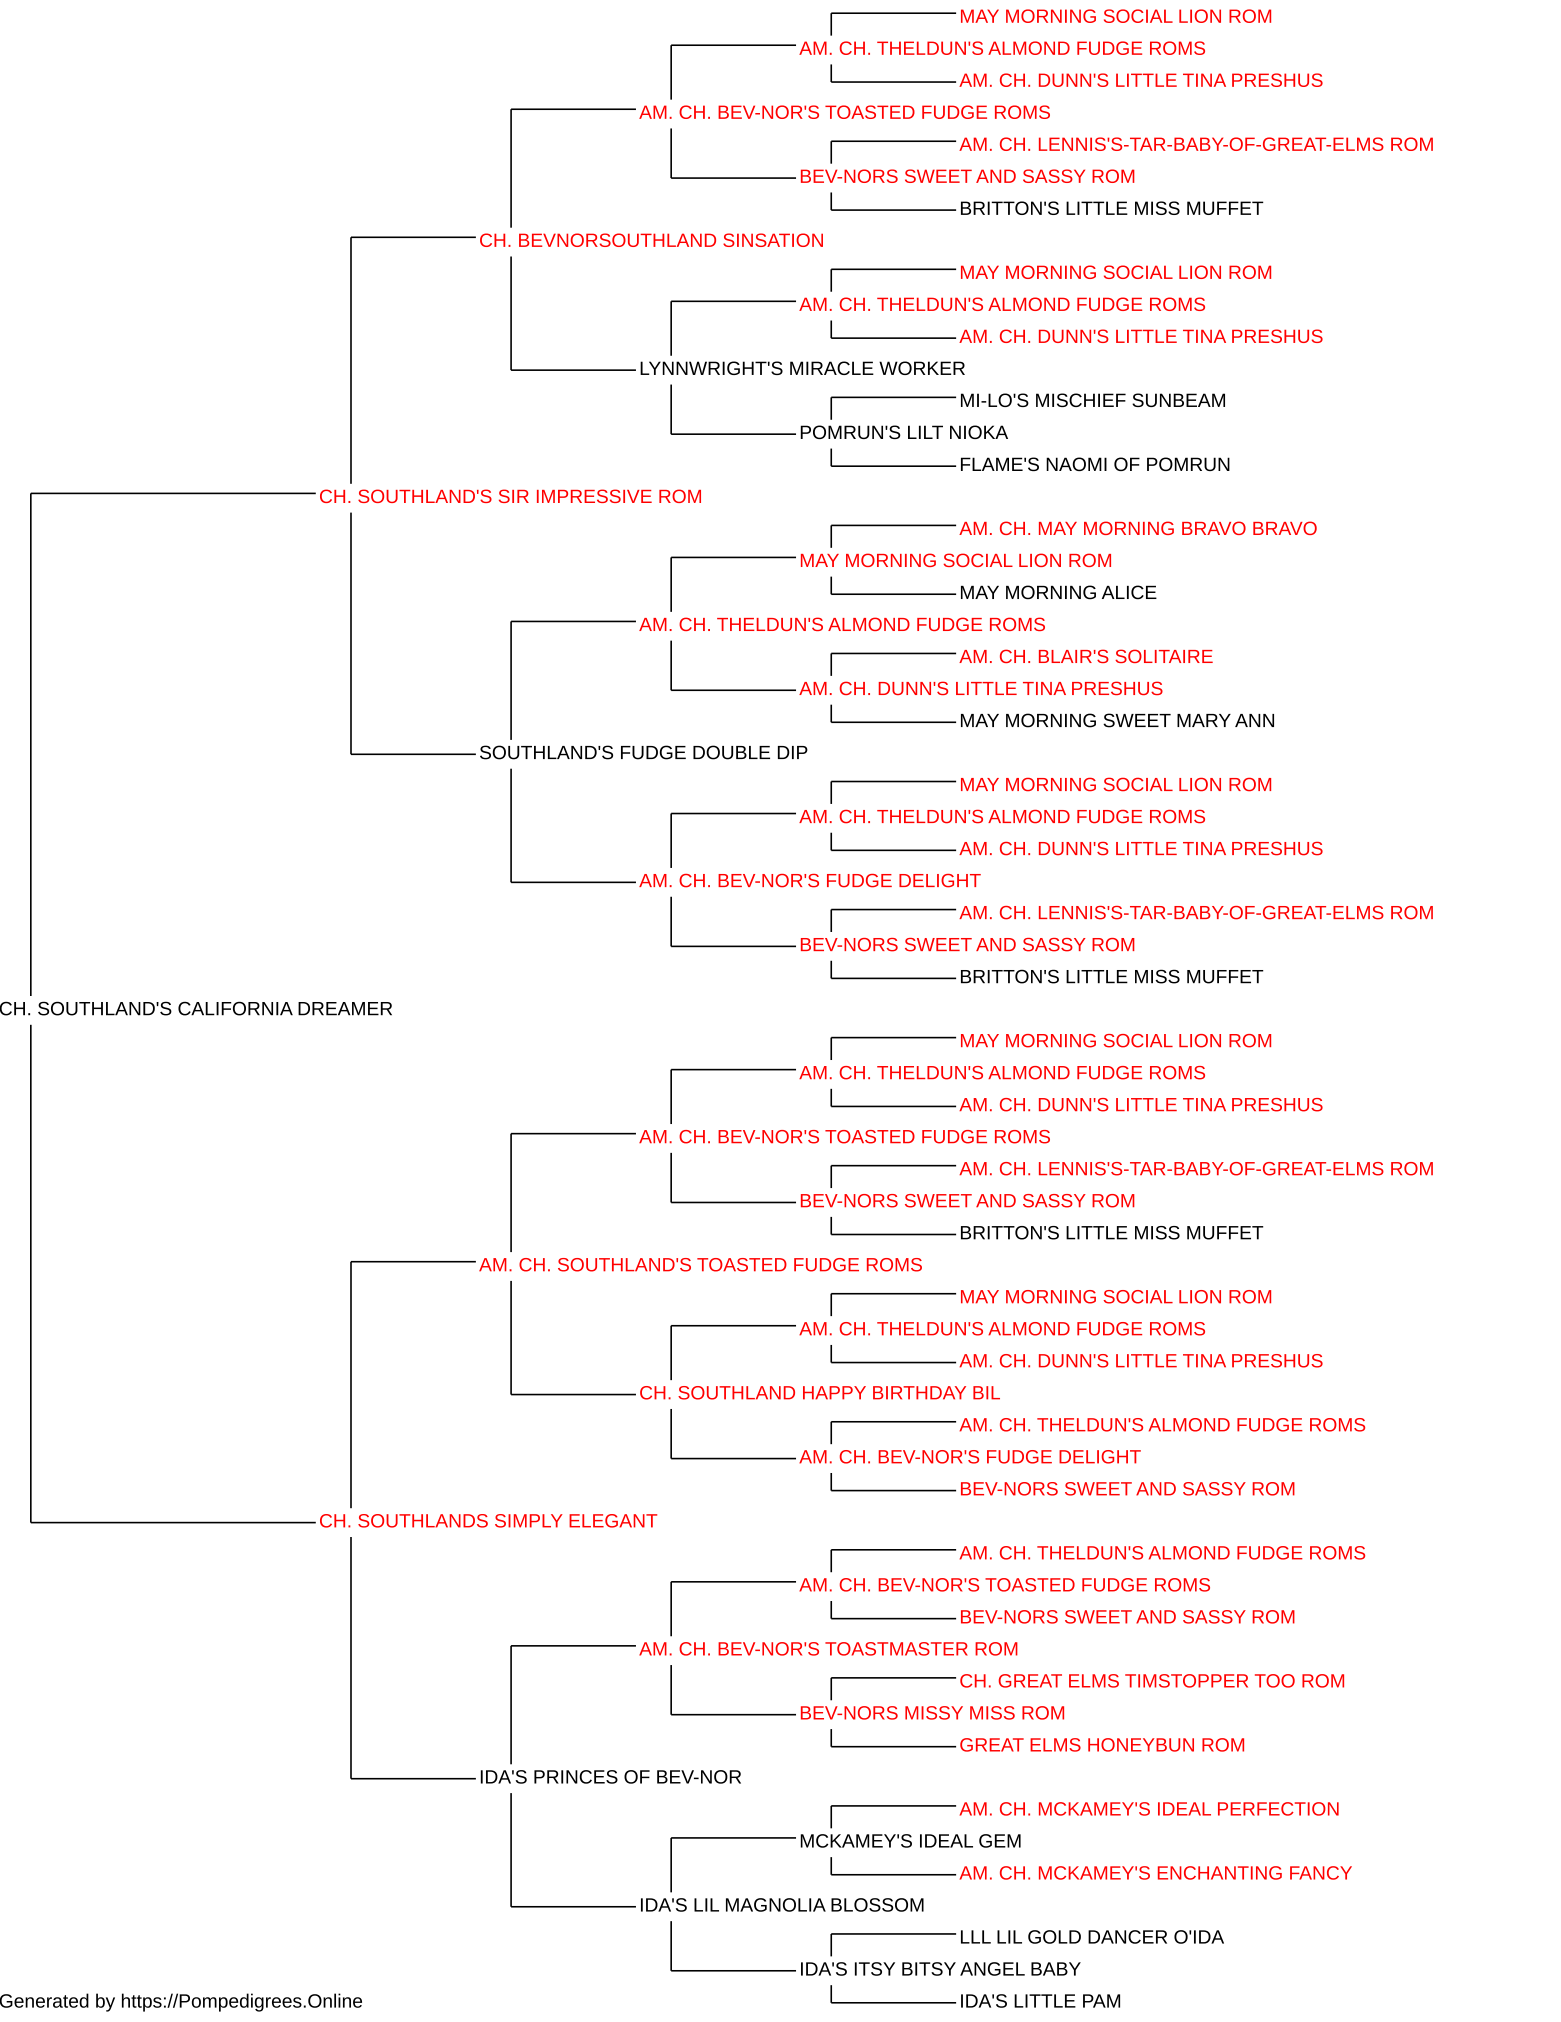 MAY MORNING SOCIAL LION ROM
AM. CH. THELDUN'S ALMOND FUDGE ROMS
AM. CH. DUNN'S LITTLE TINA PRESHUS
AM. CH. BEV-NOR'S TOASTED FUDGE ROMS
AM. CH. LENNIS'S-TAR-BABY-OF-GREAT-ELMS ROM
BEV-NORS SWEET AND SASSY ROM
BRITTON'S LITTLE MISS MUFFET
CH. BEVNORSOUTHLAND SINSATION
MAY MORNING SOCIAL LION ROM
AM. CH. THELDUN'S ALMOND FUDGE ROMS
AM. CH. DUNN'S LITTLE TINA PRESHUS
LYNNWRIGHT'S MIRACLE WORKER
MI-LO'S MISCHIEF SUNBEAM
POMRUN'S LILT NIOKA
FLAME'S NAOMI OF POMRUN
CH. SOUTHLAND'S SIR IMPRESSIVE ROM
AM. CH. MAY MORNING BRAVO BRAVO
MAY MORNING SOCIAL LION ROM
MAY MORNING ALICE
AM. CH. THELDUN'S ALMOND FUDGE ROMS
AM. CH. BLAIR'S SOLITAIRE
AM. CH. DUNN'S LITTLE TINA PRESHUS
MAY MORNING SWEET MARY ANN
SOUTHLAND'S FUDGE DOUBLE DIP
MAY MORNING SOCIAL LION ROM
AM. CH. THELDUN'S ALMOND FUDGE ROMS
AM. CH. DUNN'S LITTLE TINA PRESHUS
AM. CH. BEV-NOR'S FUDGE DELIGHT
AM. CH. LENNIS'S-TAR-BABY-OF-GREAT-ELMS ROM
BEV-NORS SWEET AND SASSY ROM
BRITTON'S LITTLE MISS MUFFET
CH. SOUTHLAND'S CALIFORNIA DREAMER
MAY MORNING SOCIAL LION ROM
AM. CH. THELDUN'S ALMOND FUDGE ROMS
AM. CH. DUNN'S LITTLE TINA PRESHUS
AM. CH. BEV-NOR'S TOASTED FUDGE ROMS
AM. CH. LENNIS'S-TAR-BABY-OF-GREAT-ELMS ROM
BEV-NORS SWEET AND SASSY ROM
BRITTON'S LITTLE MISS MUFFET
AM. CH. SOUTHLAND'S TOASTED FUDGE ROMS
MAY MORNING SOCIAL LION ROM
AM. CH. THELDUN'S ALMOND FUDGE ROMS
AM. CH. DUNN'S LITTLE TINA PRESHUS
CH. SOUTHLAND HAPPY BIRTHDAY BIL
AM. CH. THELDUN'S ALMOND FUDGE ROMS
AM. CH. BEV-NOR'S FUDGE DELIGHT
BEV-NORS SWEET AND SASSY ROM
CH. SOUTHLANDS SIMPLY ELEGANT
AM. CH. THELDUN'S ALMOND FUDGE ROMS
AM. CH. BEV-NOR'S TOASTED FUDGE ROMS
BEV-NORS SWEET AND SASSY ROM
AM. CH. BEV-NOR'S TOASTMASTER ROM
CH. GREAT ELMS TIMSTOPPER TOO ROM
BEV-NORS MISSY MISS ROM
GREAT ELMS HONEYBUN ROM
IDA'S PRINCES OF BEV-NOR
AM. CH. MCKAMEY'S IDEAL PERFECTION
MCKAMEY'S IDEAL GEM
AM. CH. MCKAMEY'S ENCHANTING FANCY
IDA'S LIL MAGNOLIA BLOSSOM
LLL LIL GOLD DANCER O'IDA
IDA'S ITSY BITSY ANGEL BABY
IDA'S LITTLE PAM
Generated by https://Pompedigrees.Online